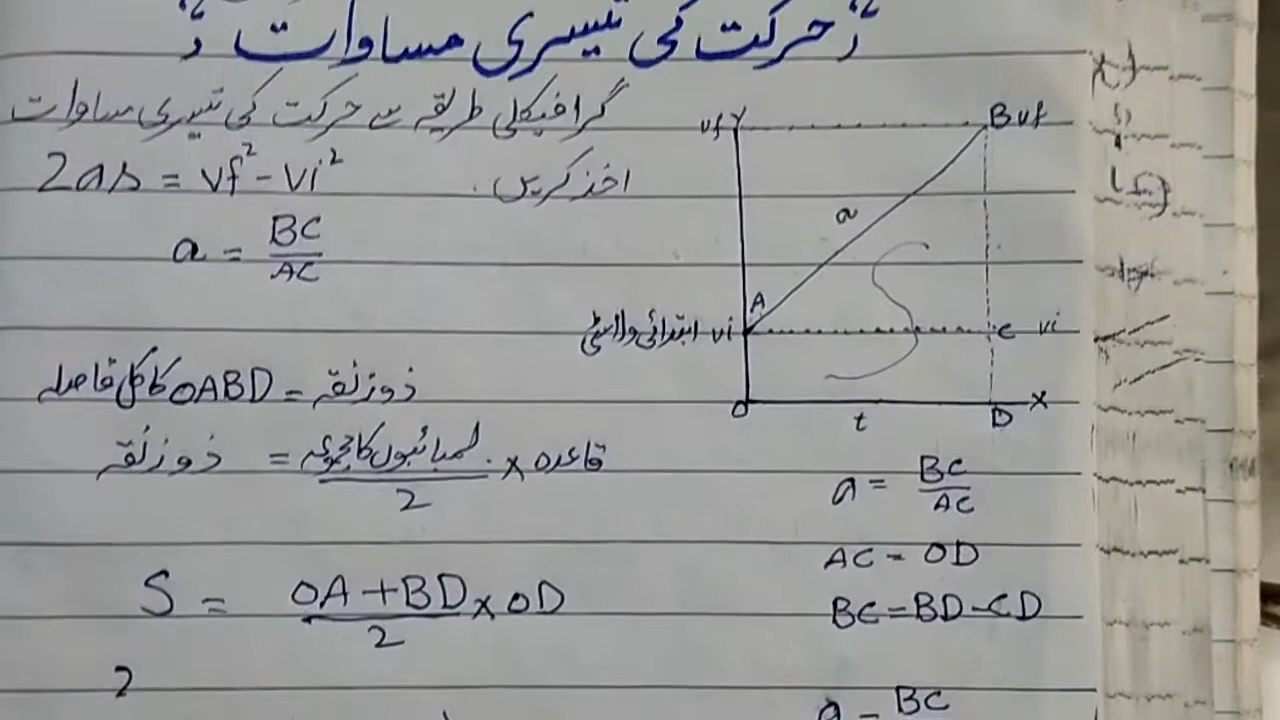 حرکت کی تیسری مساوات
گرافیکلی طریقہ سے حرکت کی تیسری مساوات
اخذ کریں. 2as = vf² - vi²
a = BC/AC
ذوزنقہ = OABD کا کل فاصلہ
ذوزنقہ = لمبائیوں کا مجموعہ/2 × قاعدہ
S = OA + BD/2 × OD
2
vf Y B vf
a
S
A
ابتدائی ولاسٹی vi C vi
O t D X
a = BC/AC
AC = OD
BC = BD - CD
a = BC